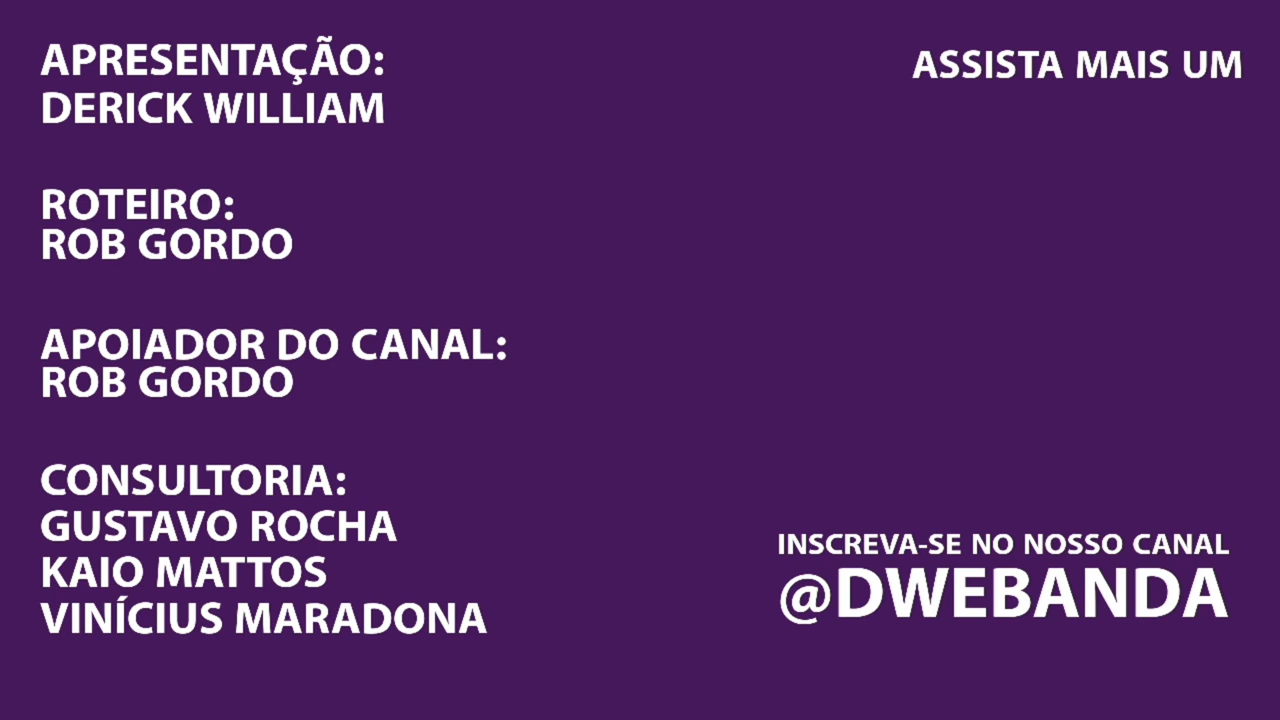 APRESENTAÇÃO:
DERICK WILLIAM
ROTEIRO:
ROB GORDO
APOIADOR DO CANAL:
ROB GORDO
CONSULTORIA:
GUSTAVO ROCHA
KAIO MATTOS
VINÍCIUS MARADONA
ASSISTA MAIS UM
INSCREVA-SE NO NOSSO CANAL
@DWEBANDA